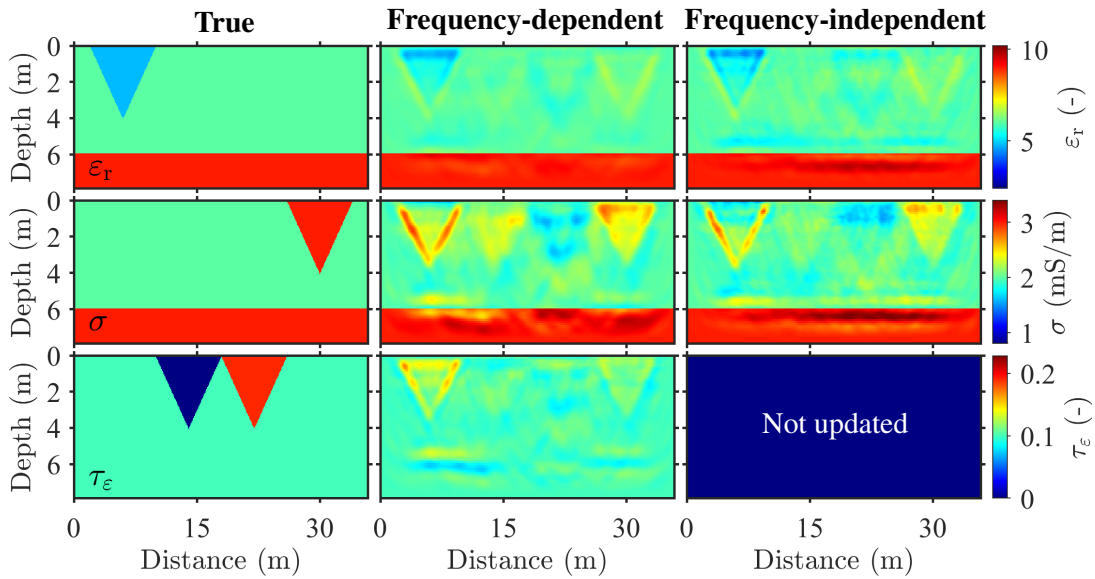 True Frequency-dependent Frequency-independent
Depth (m) 0 2 4 6 εr 10 5 εr (-)
Depth (m) 0 2 4 6 σ 3 2 1 σ (mS/m)
Depth (m) 0 2 4 6 τε Not updated 0.2 0.1 0 τε (-)
0 15 30 0 15 30 0 15 30
Distance (m) Distance (m) Distance (m)